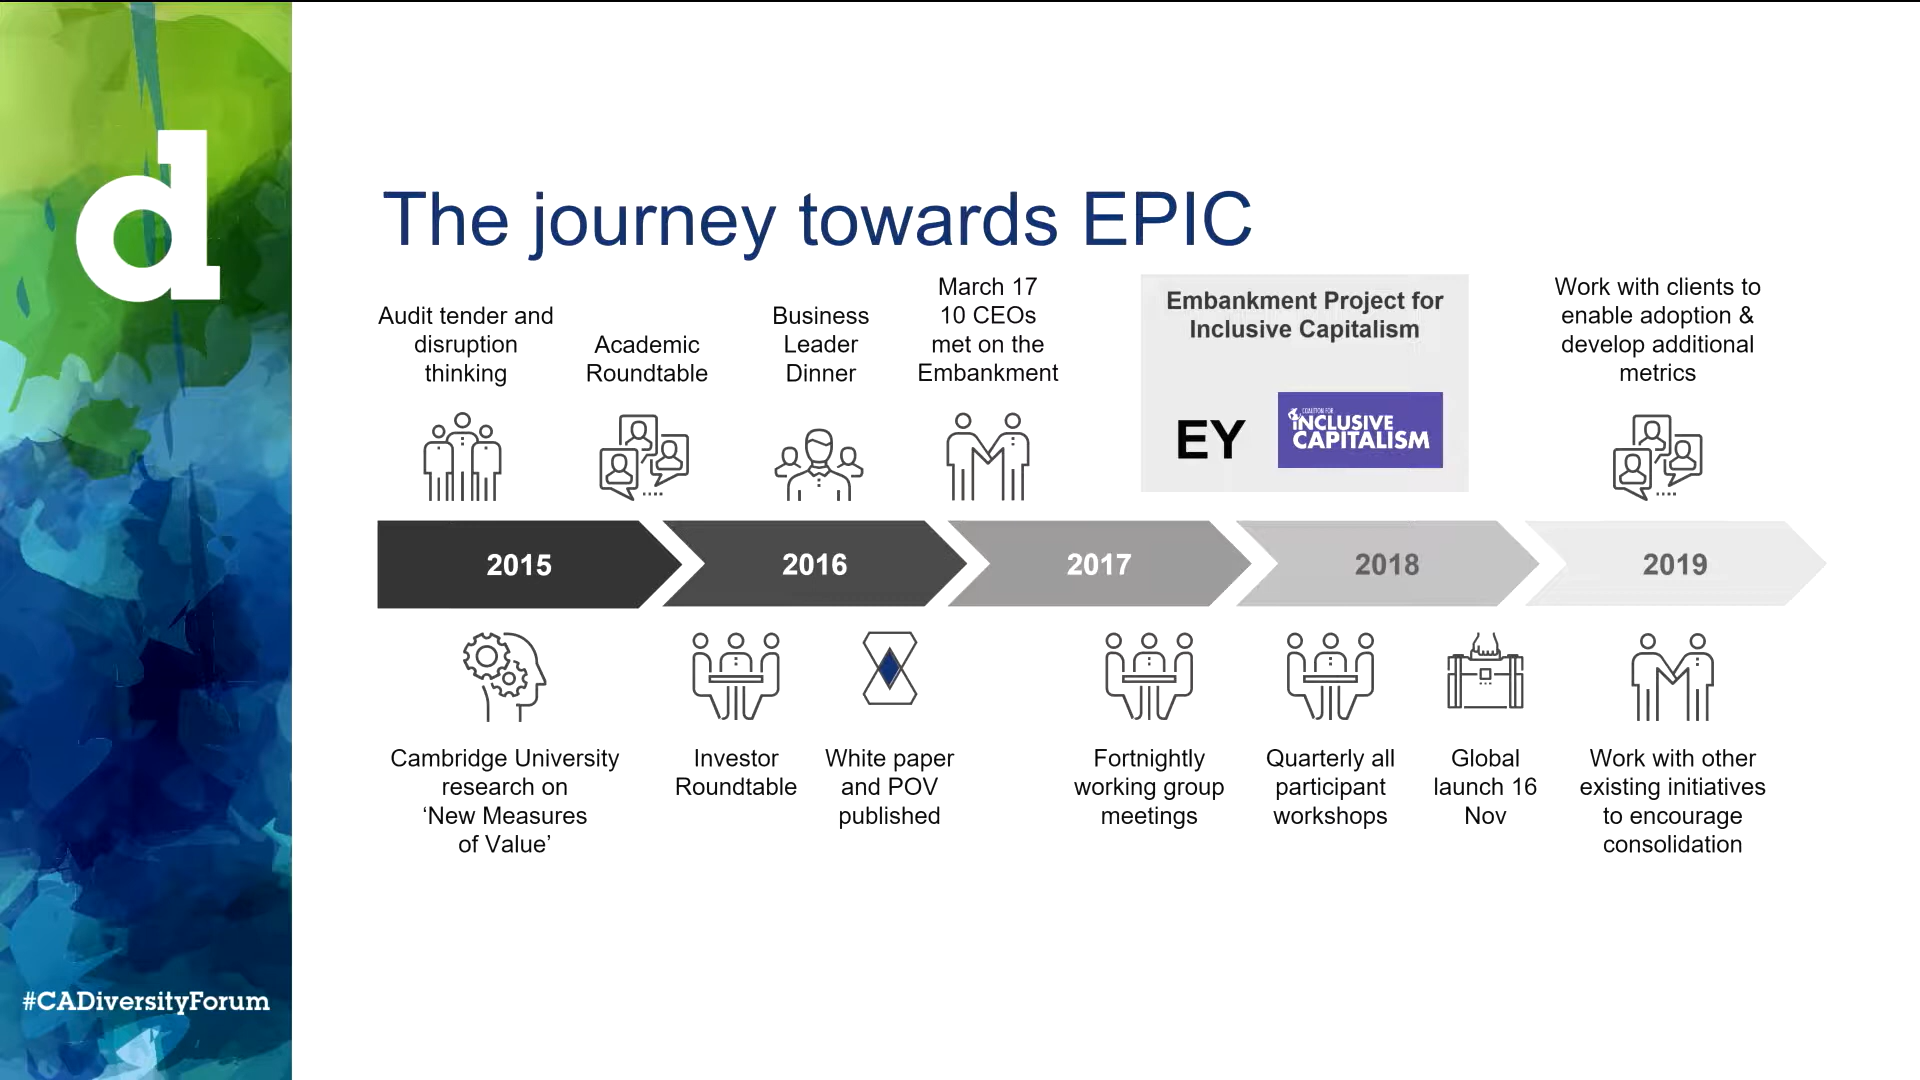 d
The journey towards EPIC
Audit tender and
disruption
thinking
Academic
Roundtable
Business
Leader
Dinner
March 17
10 CEOs
met on the
Embankment
Embankment Project for
Inclusive Capitalism
EY
COALITION FOR
INCLUSIVE
CAPITALISM
Work with clients to
enable adoption &
develop additional
metrics
2015
2016
2017
2018
2019
Cambridge University
research on
‘New Measures
of Value’
Investor
Roundtable
White paper
and POV
published
Fortnightly
working group
meetings
Quarterly all
participant
workshops
Global
launch 16
Nov
Work with other
existing initiatives
to encourage
consolidation
#CADiversityForum